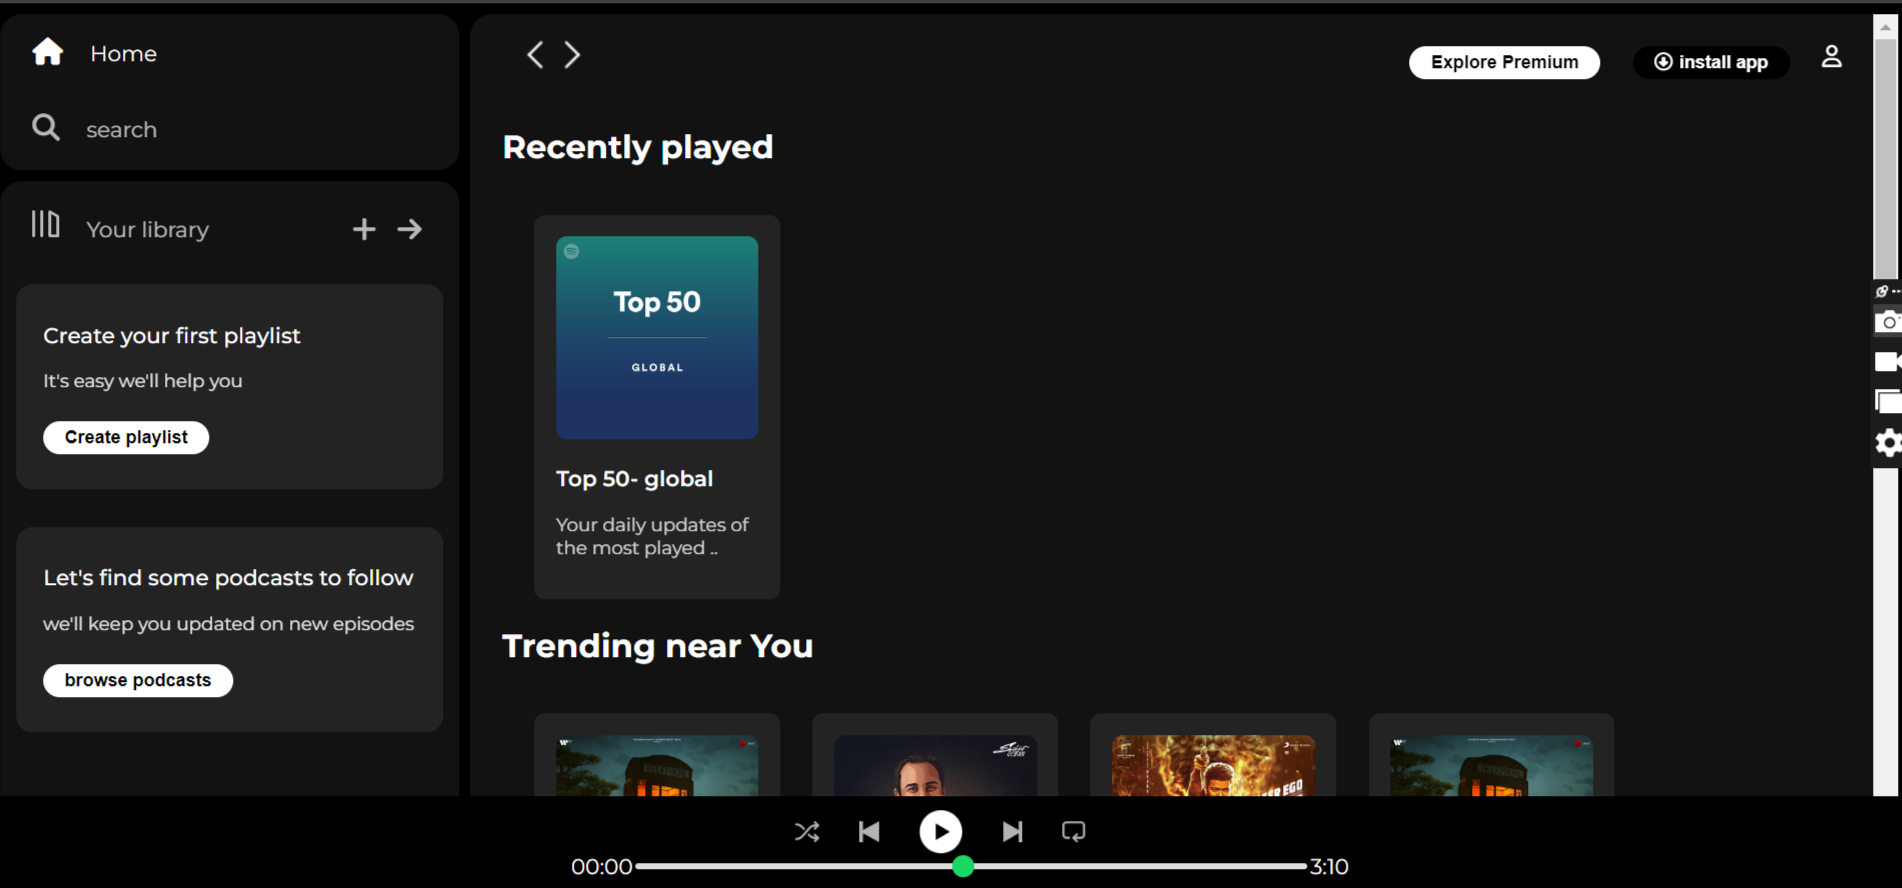 Home
search
Your library
Create your first playlist
It's easy we'll help you
Create playlist
Let's find some podcasts to follow
we'll keep you updated on new episodes
browse podcasts
Explore Premium
install app
Recently played
Top 50
GLOBAL
Top 50- global
Your daily updates of
the most played ..
Trending near You
TELEPHONE
TELEPHONE
00:00
3:10